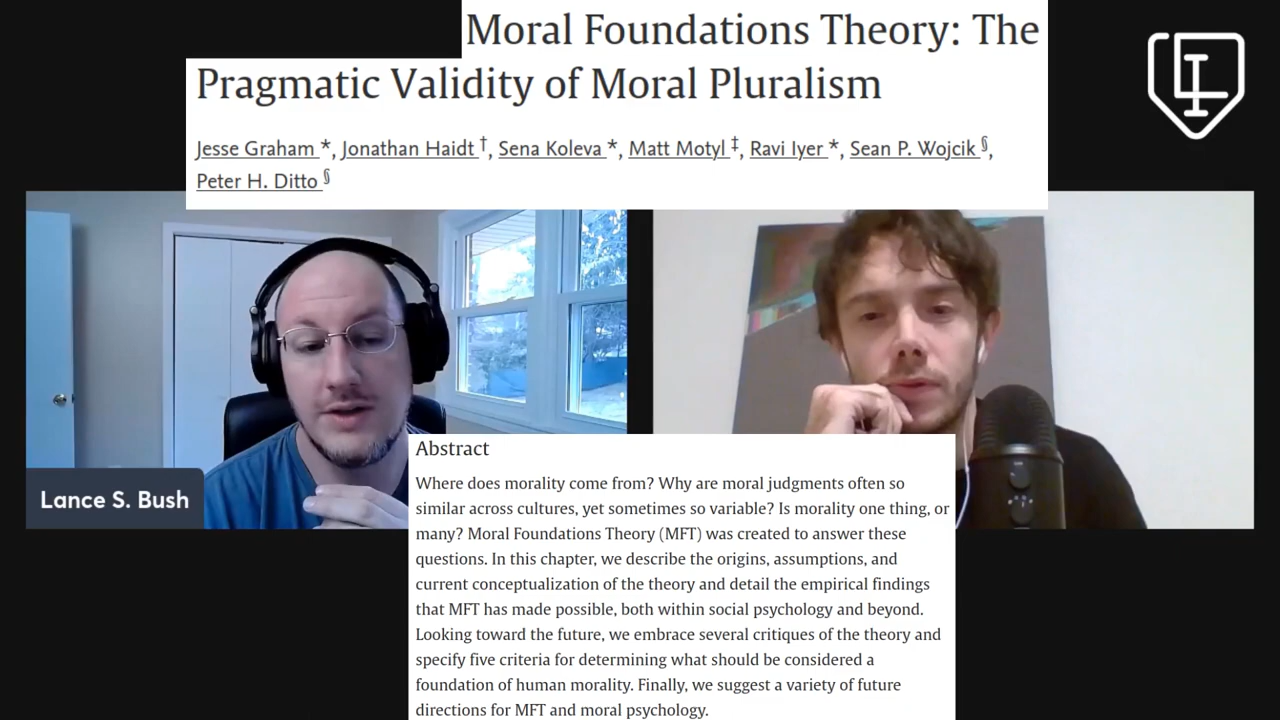 Moral Foundations Theory: The
Pragmatic Validity of Moral Pluralism
Jesse Graham *, Jonathan Haidt †, Sena Koleva *, Matt Motyl ‡, Ravi Iyer *, Sean P. Wojcik §,
Peter H. Ditto §
Lance S. Bush
Abstract
Where does morality come from? Why are moral judgments often so
similar across cultures, yet sometimes so variable? Is morality one thing, or
many? Moral Foundations Theory (MFT) was created to answer these
questions. In this chapter, we describe the origins, assumptions, and
current conceptualization of the theory and detail the empirical findings
that MFT has made possible, both within social psychology and beyond.
Looking toward the future, we embrace several critiques of the theory and
specify five criteria for determining what should be considered a
foundation of human morality. Finally, we suggest a variety of future
directions for MFT and moral psychology.